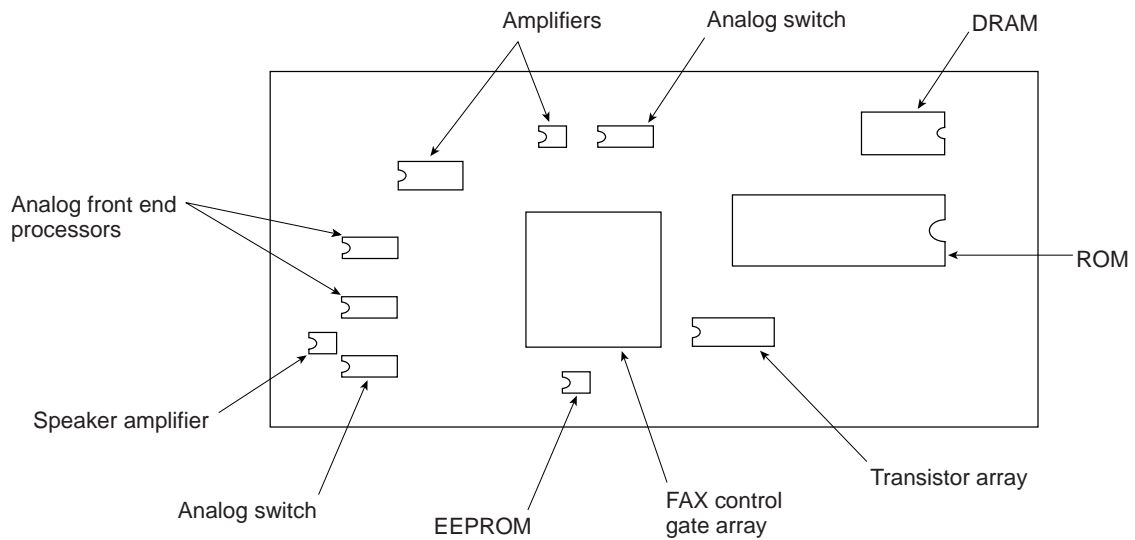 Amplifiers
Analog switch
DRAM
Analog front end
processors
ROM
Speaker amplifier
Transistor array
Analog switch
FAX control
gate array
EEPROM